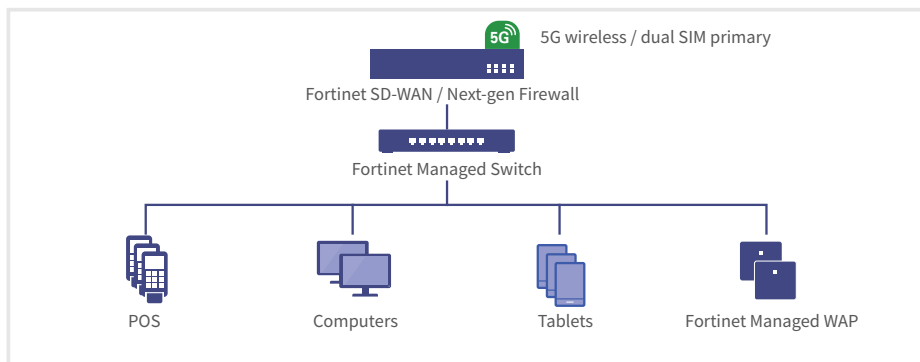 5G
5G wireless / dual SIM primary
Fortinet SD-WAN / Next-gen Firewall
Fortinet Managed Switch
POS
Computers
Tablets
Fortinet Managed WAP